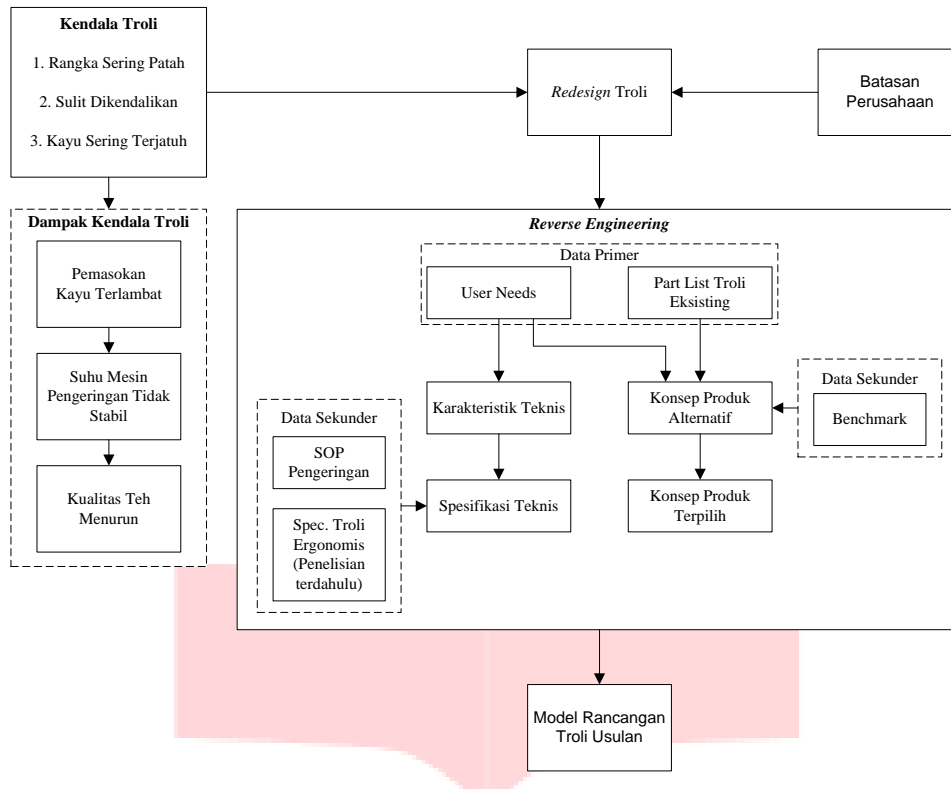 Kendala Troli
1. Rangka Sering Patah
2. Sulit Dikendalikan
3. Kayu Sering Terjatuh
Redesign Troli
Batasan
Perusahaan
Dampak Kendala Troli
Pemasokan
Kayu Terlambat
Suhu Mesin
Pengeringan Tidak
Stabil
Kualitas Teh
Menurun
Reverse Engineering
Data Primer
User Needs
Part List Troli
Eksisting
Karakteristik Teknis
Konsep Produk
Alternatif
Data Sekunder
Benchmark
Data Sekunder
SOP
Pengeringan
Spec. Troli
Ergonomis
(Penelisian
terdahulu)
Spesifikasi Teknis
Konsep Produk
Terpilih
Model Rancangan
Troli Usulan